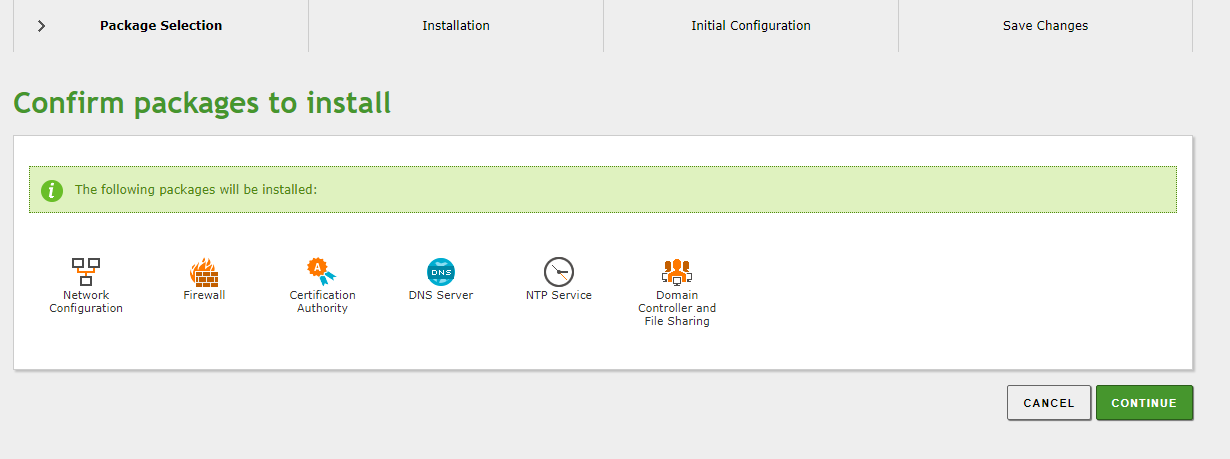 Package Selection
Installation
Initial Configuration
Save Changes
Confirm packages to install
The following packages will be installed:
Network
Configuration
Firewall
A
Certification
Authority
DNS
DNS Server
NTP Service
Domain
Controller and
File Sharing
CANCEL
CONTINUE